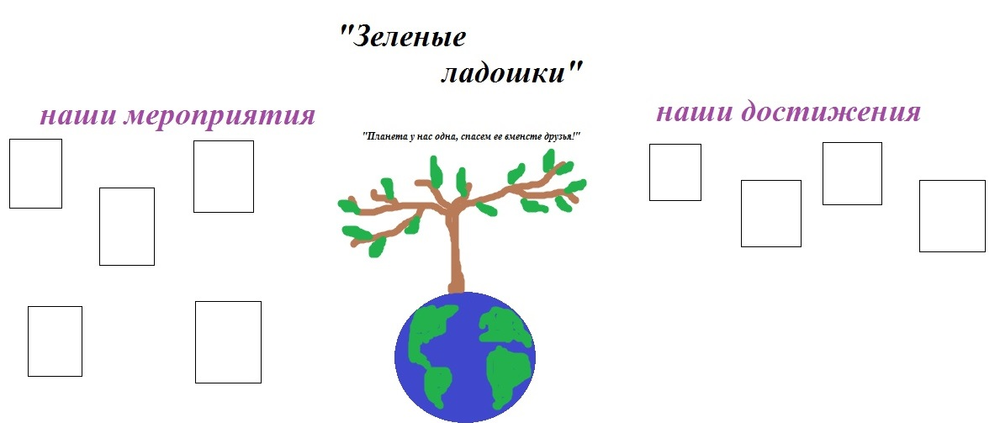 "Зеленые
ладошки"
наши мероприятия
наши достижения
"Планета у нас одна, спасем ее вменсте друзья!"